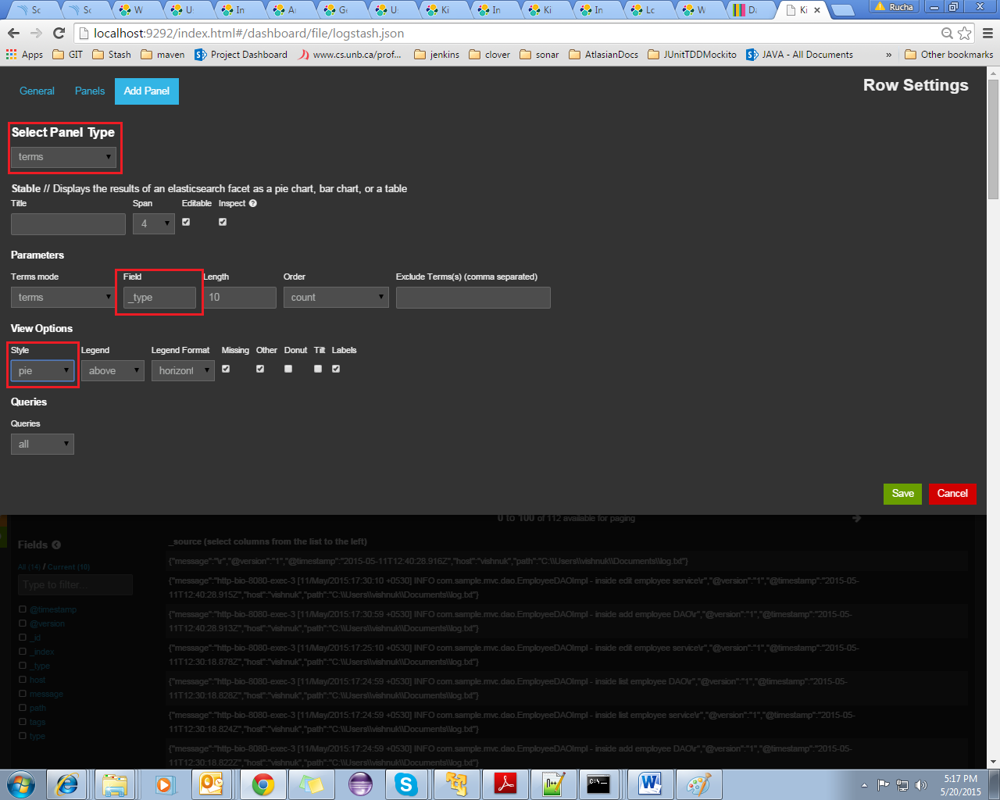 Sc
Sc
W
U
In
A
G
U
Ki
In
Ki
In
Lo
W
D
Ki
Rucha
localhost:9292/index.html#/dashboard/file/logstash.json
Apps GIT Stash maven Project Dashboard www.cs.unb.ca/prof... jenkins clover sonar AtlasianDocs JUnitTDDMockito JAVA - All Documents » Other bookmarks
General Panels Add Panel Row Settings
Select Panel Type
terms
Stable // Displays the results of an elasticsearch facet as a pie chart, bar chart, or a table
Title Span Editable Inspect
4
Parameters
Terms mode Field Length Order Exclude Terms(s) (comma separated)
terms _type 10 count
View Options
Style Legend Legend Format Missing Other Donut Tilt Labels
pie above horizont
Queries
Queries
all
Save Cancel
0 to 100 of 112 available for paging
Fields
All (14) / Current (10)
Type to filter...
@timestamp
@version
_id
_index
_type
host
message
path
tags
type
_source (select columns from the list to the left)
{"message":"\r","@version":"1","@timestamp":"2015-05-11T12:40:28.916Z","host":"vishnuk","path":"C:\\Users\\vishnuk\\Documents\\log.txt"}
{"message":"http-bio-8080-exec-3 [11/May/2015:17:30:10 +0530] INFO com.sample.mvc.dao.EmployeeDAOImpl - inside edit employee service\r","@version":"1","@timestamp":"2015-05-
11T12:40:28.915Z","host":"vishnuk","path":"C:\\Users\\vishnuk\\Documents\\log.txt"}
{"message":"http-bio-8080-exec-3 [11/May/2015:17:30:59 +0530] INFO com.sample.mvc.dao.EmployeeDAOImpl - inside add employee DAO\r","@version":"1","@timestamp":"2015-05-
11T12:40:28.913Z","host":"vishnuk","path":"C:\\Users\\vishnuk\\Documents\\log.txt"}
{"message":"http-bio-8080-exec-3 [11/May/2015:17:25:10 +0530] INFO com.sample.mvc.dao.EmployeeDAOImpl - inside edit employee service\r","@version":"1","@timestamp":"2015-05-
11T12:30:18.878Z","host":"vishnuk","path":"C:\\Users\\vishnuk\\Documents\\log.txt"}
{"message":"http-bio-8080-exec-3 [11/May/2015:17:24:59 +0530] INFO com.sample.mvc.dao.EmployeeDAOImpl - inside list employee DAO\r","@version":"1","@timestamp":"2015-05-
11T12:30:18.828Z","host":"vishnuk","path":"C:\\Users\\vishnuk\\Documents\\log.txt"}
{"message":"http-bio-8080-exec-3 [11/May/2015:17:24:59 +0530] INFO com.sample.mvc.dao.EmployeeDAOImpl - inside list employee service\r","@version":"1","@timestamp":"2015-05-
11T12:30:18.824Z","host":"vishnuk","path":"C:\\Users\\vishnuk\\Documents\\log.txt"}
{"message":"http-bio-8080-exec-3 [11/May/2015:17:24:59 +0530] INFO com.sample.mvc.dao.EmployeeDAOImpl - inside add employee DAO\r","@version":"1","@timestamp":"2015-05-
11T12:30:18.822Z","host":"vishnuk","path":"C:\\Users\\vishnuk\\Documents\\log.txt"}
5:17 PM
5/20/2015